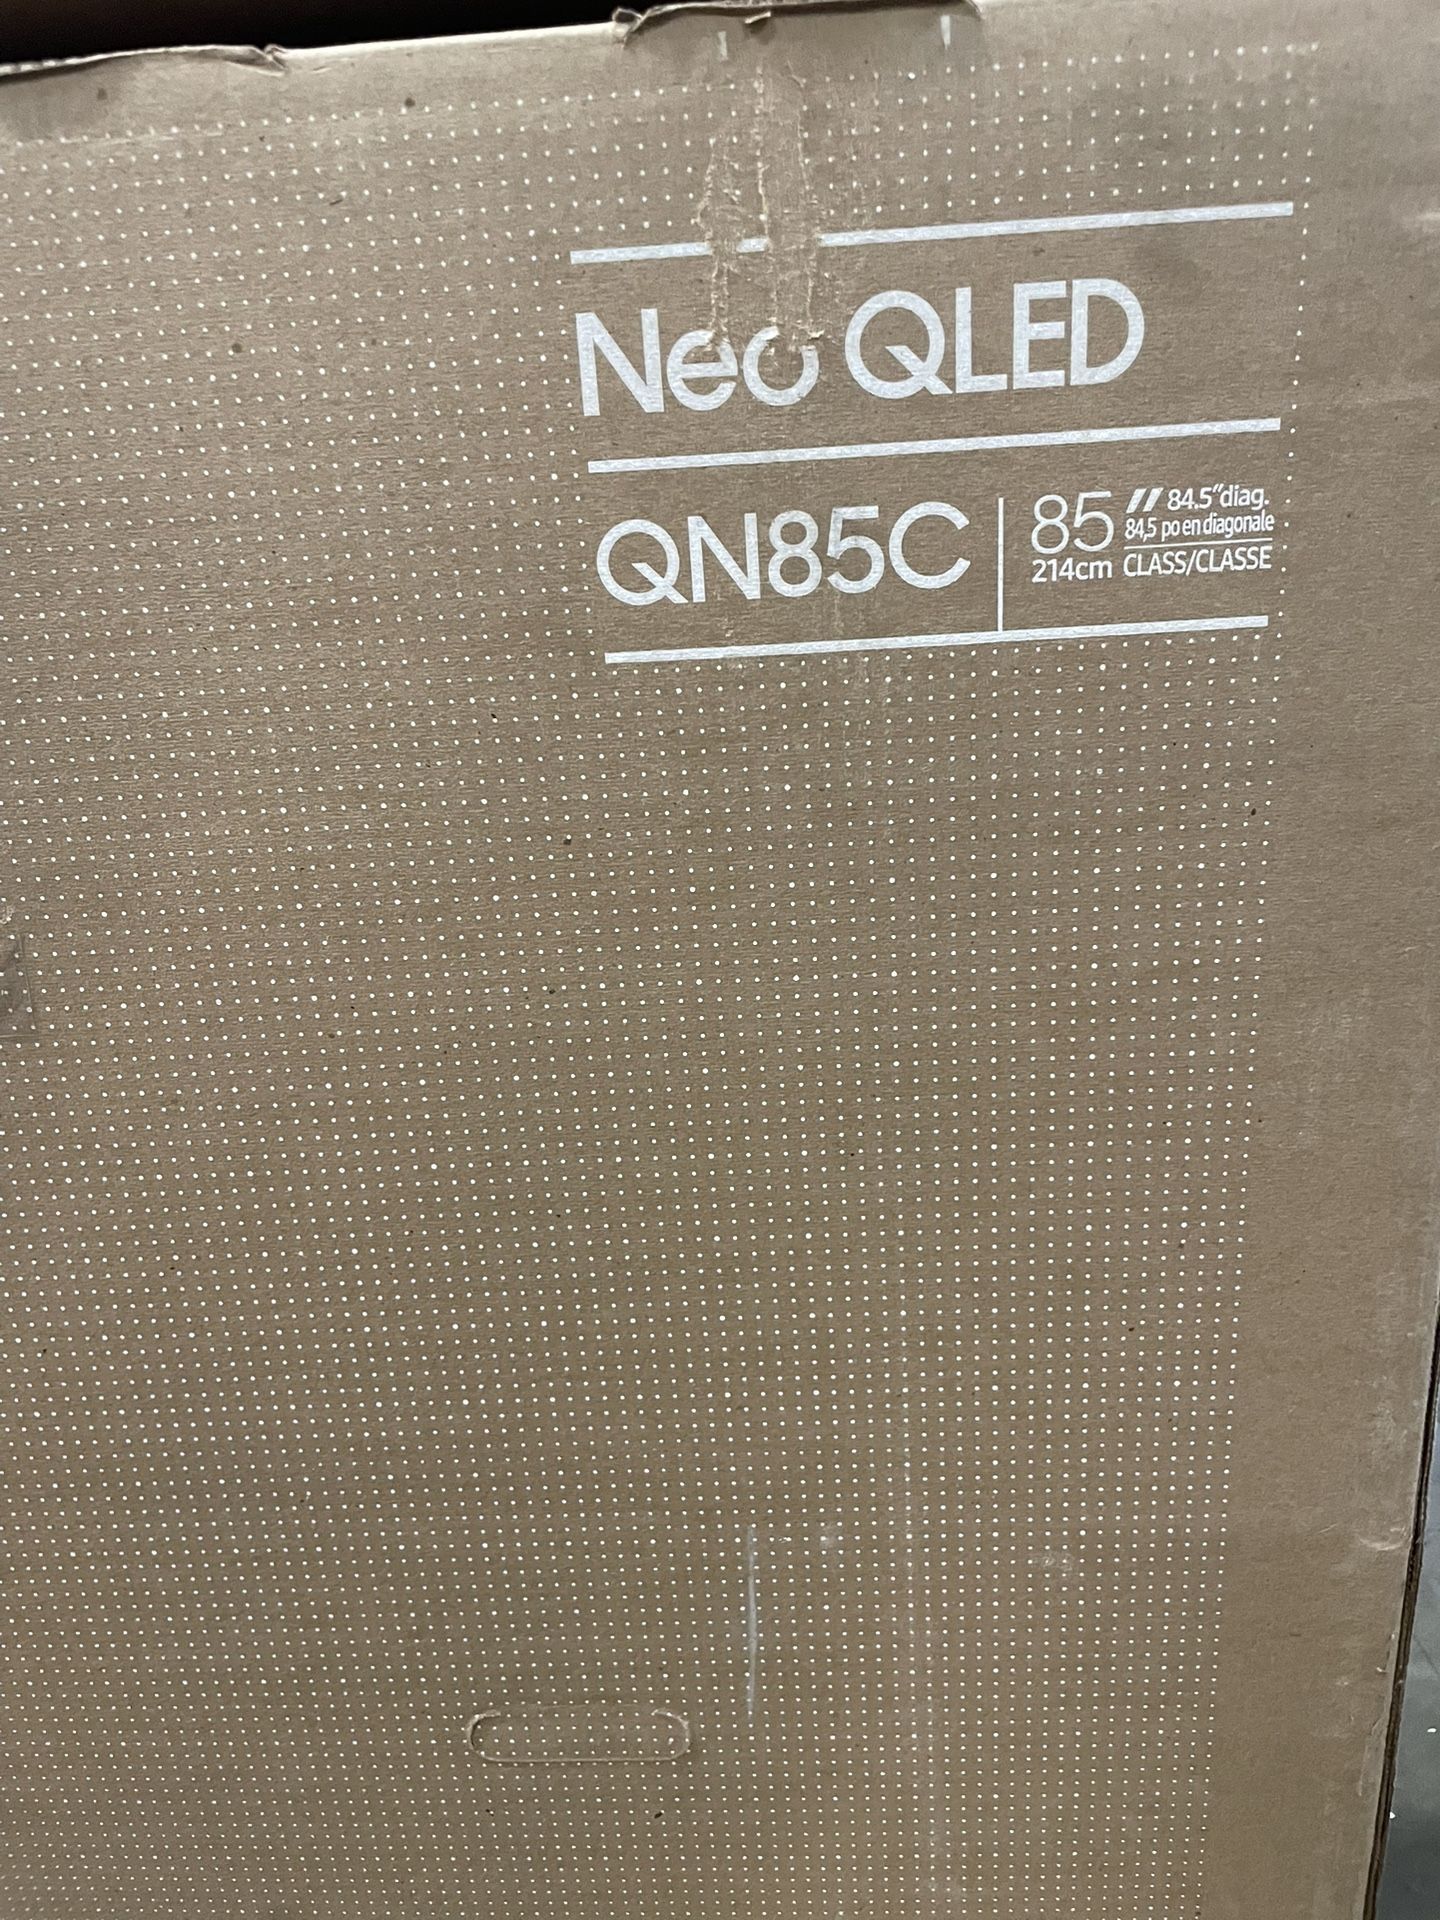 Neo QLED
QN85C
85" 84.5"diag.
84,5 po en diagonale
214cm CLASS/CLASSE